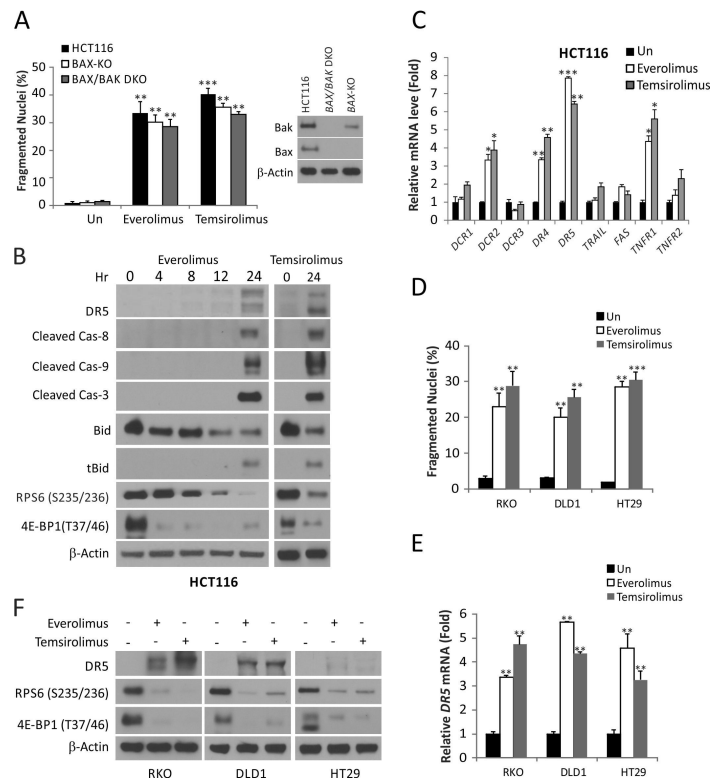 A
HCT116
BAX-KO
BAX/BAK DKO
Fragmented Nuclei (%)
50
40
30
20
10
0
** ** **
*** ** **
Un Everolimus Temsirolimus
HCT116 BAX/BAK DKO BAX-KO
Bak
Bax
β-Actin
B
Everolimus Temsirolimus
Hr 0 4 8 12 24 0 24
DR5
Cleaved Cas-8
Cleaved Cas-9
Cleaved Cas-3
Bid
tBid
RPS6 (S235/236)
4E-BP1(T37/46)
β-Actin
HCT116
C
HCT116
Un
Everolimus
Temsirolimus
Relative mRNA level (Fold)
9
8
7
6
5
4
3
2
1
0
* * ** ** *** ** * *
DCR1 DCR2 DCR3 DR4 DR5 TRAIL FAS TNFR1 TNFR2
D
Un
Everolimus
Temsirolimus
Fragmented Nuclei (%)
40
30
20
10
0
** ** ** ** ** ***
RKO DLD1 HT29
E
Un
Everolimus
Temsirolimus
Relative DR5 mRNA (Fold)
6
5
4
3
2
1
0
** ** ** ** ** **
RKO DLD1 HT29
F
Everolimus - + - - + - - + -
Temsirolimus - - + - - + - - +
DR5
RPS6 (S235/236)
4E-BP1 (T37/46)
β-Actin
RKO DLD1 HT29